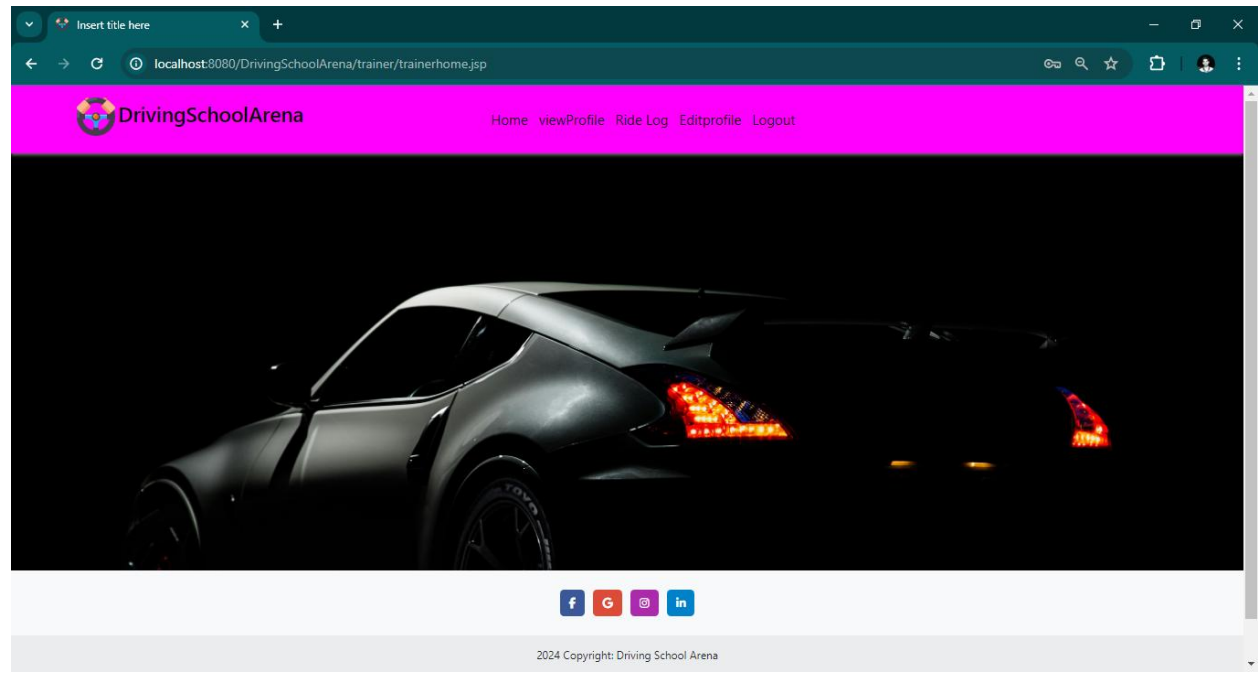 Insert title here
localhost:8080/DrivingSchoolArena/trainer/trainerhome.jsp
DrivingSchoolArena
Home viewProfile Ride Log Editprofile Logout
TOYO
f G in
2024 Copyright: Driving School Arena